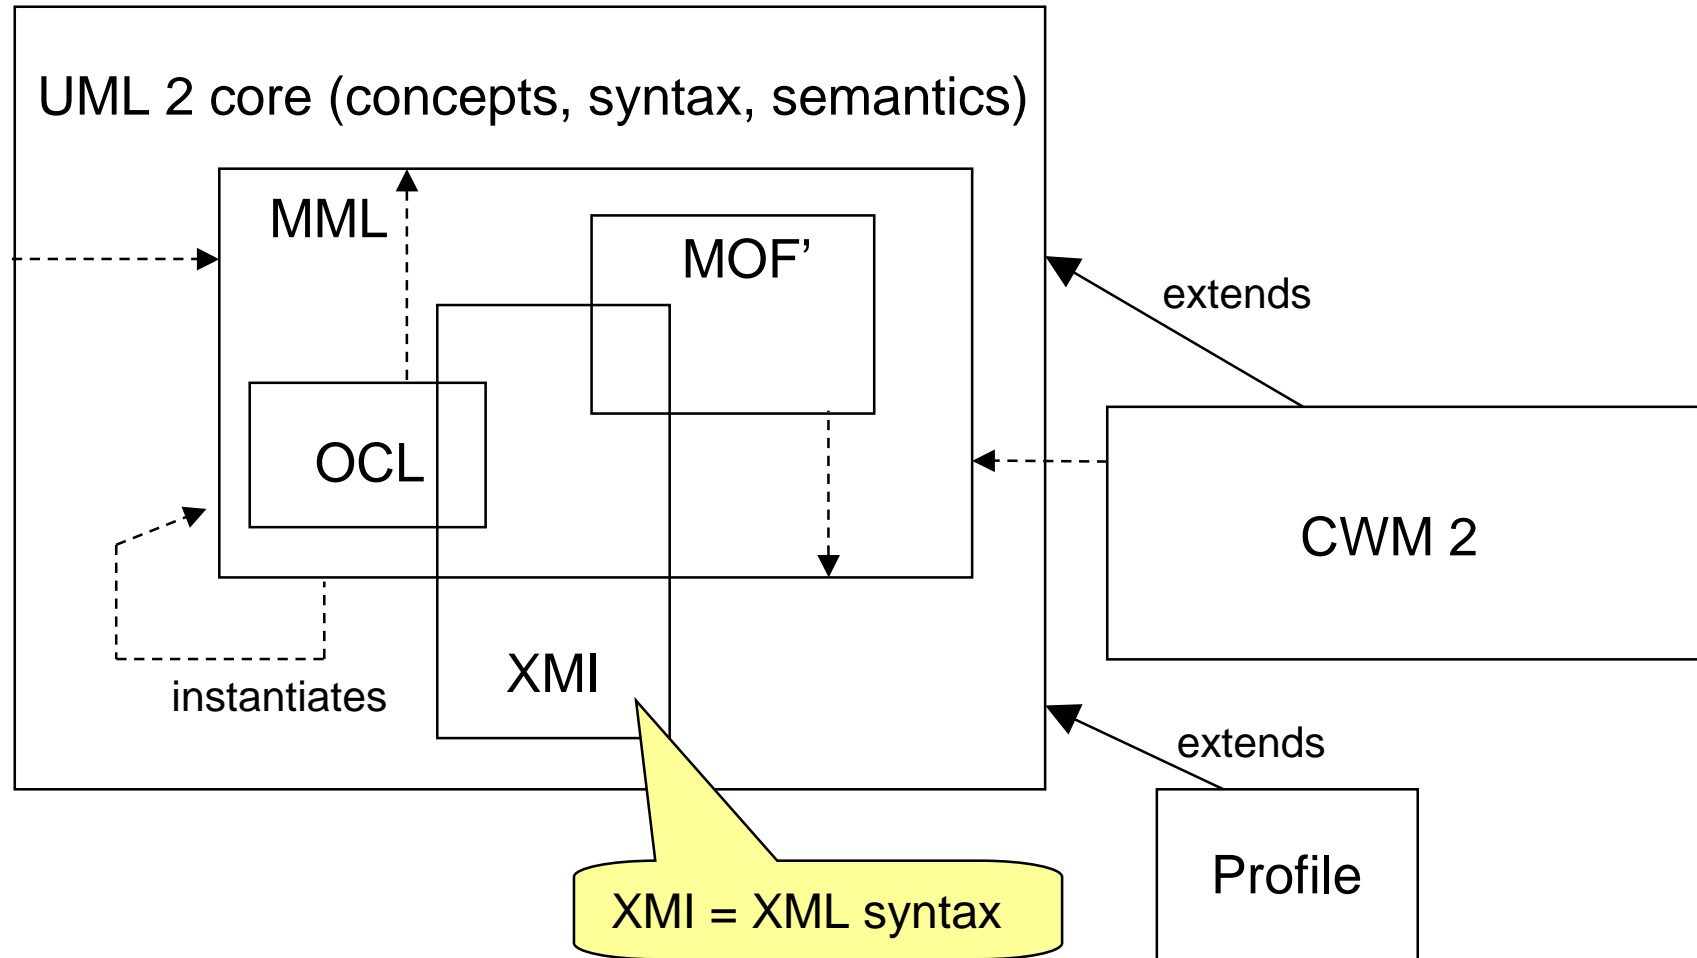 UML 2 core (concepts, syntax, semantics)
MML
MOF’
extends
OCL
CWM 2
XMI
instantiates
extends
Profile
XMI = XML syntax